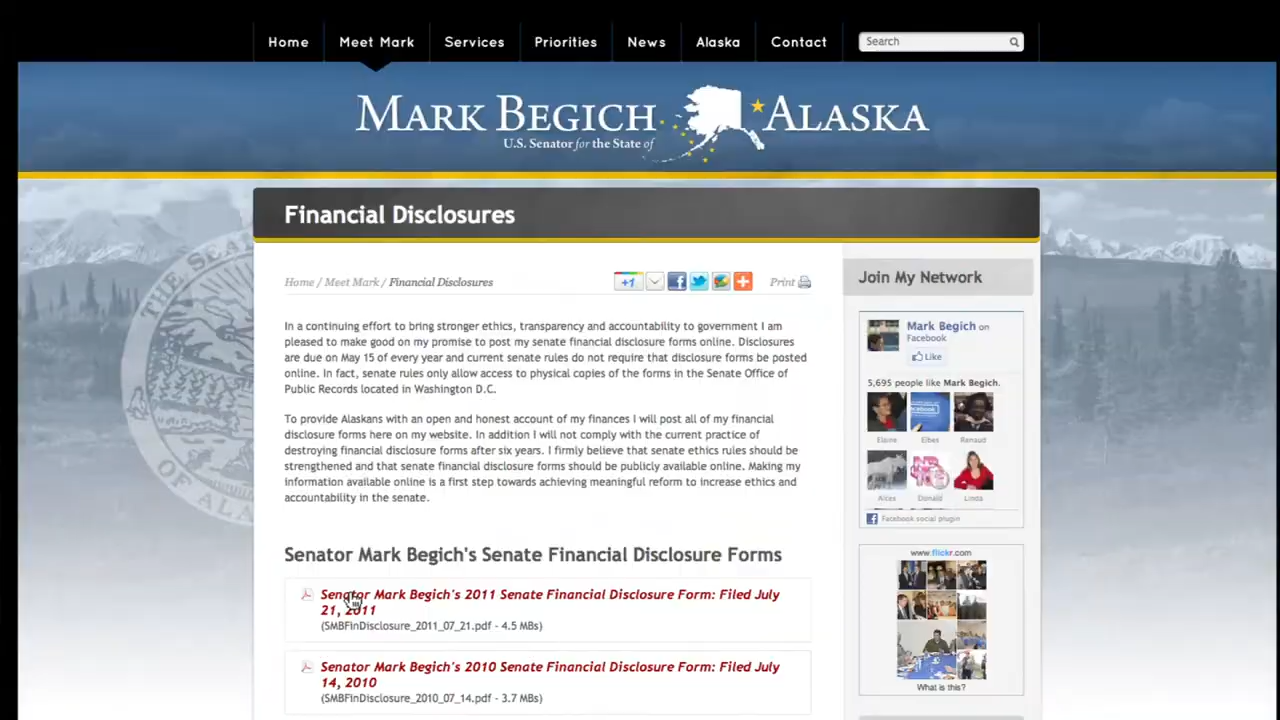 Home Meet Mark Services Priorities News Alaska Contact Search
MARK BEGICH ALASKA
U.S. Senator for the State of
Financial Disclosures
Home / Meet Mark / Financial Disclosures +1 Print
In a continuing effort to bring stronger ethics, transparency and accountability to government I am
pleased to make good on my promise to post my senate financial disclosure forms online. Disclosures
are due on May 15 of every year and current senate rules do not require that disclosure forms be posted
online. In fact, senate rules only allow access to physical copies of the forms in the Senate Office of
Public Records located in Washington D.C.
To provide Alaskans with an open and honest account of my finances I will post all of my financial
disclosure forms here on my website. In addition I will not comply with the current practice of
destroying financial disclosure forms after six years. I firmly believe that senate ethics rules should be
strengthened and that senate financial disclosure forms should be publicly available online. Making my
information available online is a first step towards achieving meaningful reform to increase ethics and
accountability in the senate.
Senator Mark Begich's Senate Financial Disclosure Forms
Senator Mark Begich's 2011 Senate Financial Disclosure Form: Filed July
21, 2011
(SMBFinDisclosure_2011_07_21.pdf - 4.5 MBs)
Senator Mark Begich's 2010 Senate Financial Disclosure Form: Filed July
14, 2010
(SMBFinDisclosure_2010_07_14.pdf - 3.7 MBs)
Join My Network
Mark Begich on
Facebook
Like
5,695 people like Mark Begich.
Elaine Elbes Renaud
Alces Donald Linda
Facebook social plugin
www.flickr.com
What is this?